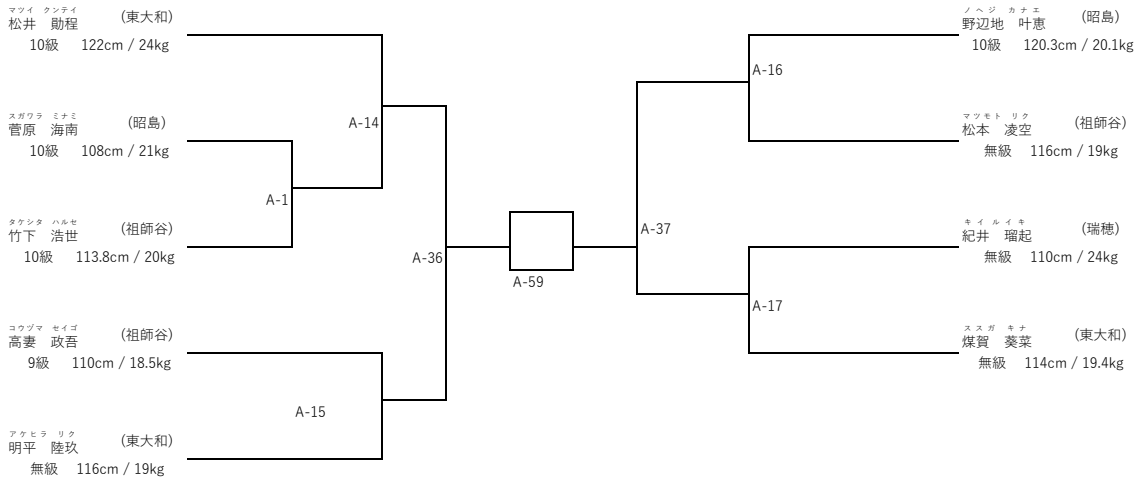 マツイ クンテイ
松井 勛程 (東大和)
10級 122cm / 24kg
スガワラ ミナミ
菅原 海南 (昭島)
10級 108cm / 21kg
タケシタ ハルセ
竹下 浩世 (祖師谷)
10級 113.8cm / 20kg
コウヅマ セイゴ
高妻 政吾 (祖師谷)
9級 110cm / 18.5kg
アケヒラ リク
明平 陸玖 (東大和)
無級 116cm / 19kg
A-14
A-1
A-36
A-15
A-59
A-16
A-37
A-17
ノヘジ カナエ
野辺地 叶恵 (昭島)
10級 120.3cm / 20.1kg
マツモト リク
松本 凌空 (祖師谷)
無級 116cm / 19kg
キイルイキ
紀井 瑠起 (瑞穂)
無級 110cm / 24kg
ススガ キナ
煤賀 葵菜 (東大和)
無級 114cm / 19.4kg